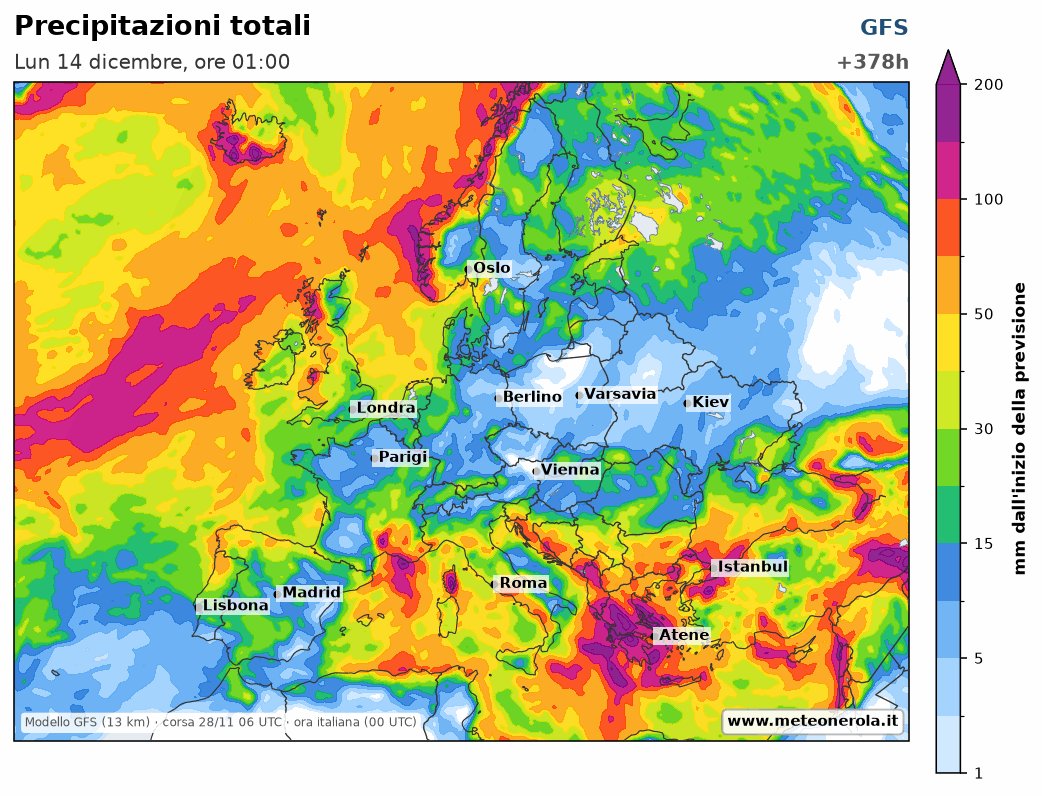 Precipitazioni totali
GFS
Lun 14 dicembre, ore 01:00
+378h
200
100
50
30
15
5
1
mm dall'inizio della previsione
Oslo
Berlino
Varsavia
Kiev
Londra
Parigi
Vienna
Istanbul
Roma
Madrid
Lisbona
Atene
Modello GFS (13 km) · corsa 28/11 06 UTC · ora italiana (00 UTC)
www.meteonerola.it